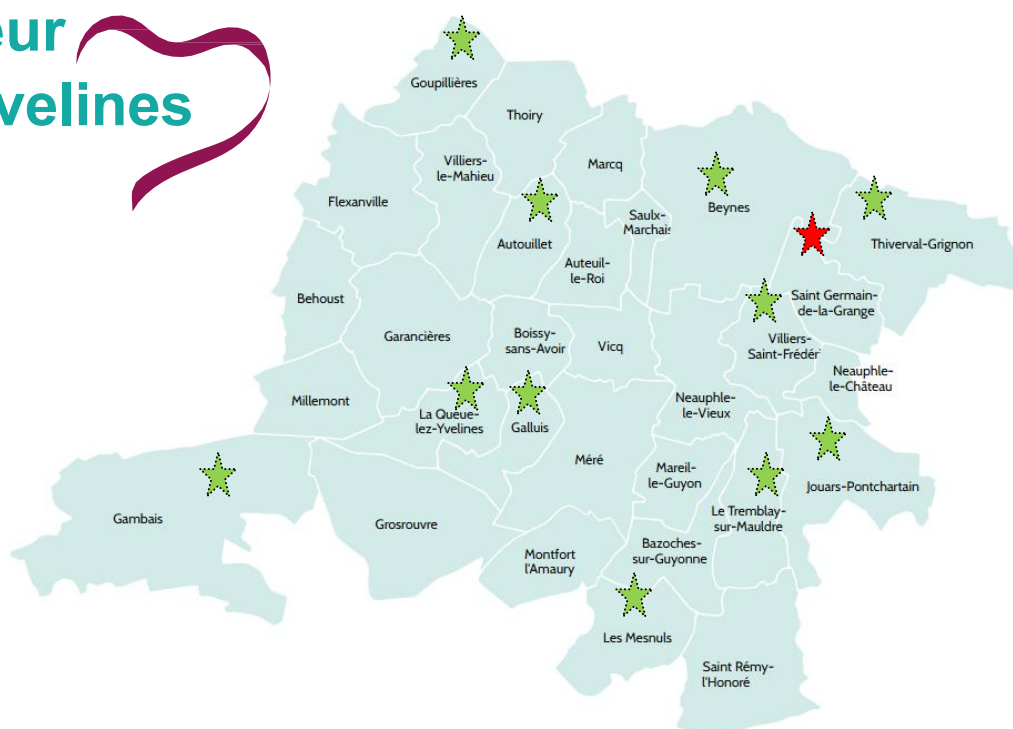 eur
velines
Goupillières
Thoiry
Villiers-
le-Mahieu
Marcq
Flexanville
Saulx-
Marchais
Beynes
Autouillet
Thiverval-Grignon
Auteuil-
le-Roi
Behoust
Saint Germain-
de-la-Grange
Garancières
Boissy-
sans-Avoir
Vicq
Villiers-
Saint-Frédér
Neauphle-
le-Château
Millemont
La Queue-
lez-Yvelines
Galluis
Neauphle-
le-Vieux
Méré
Mareil-
le-Guyon
Jouars-Pontchartain
Gambais
Grosrouvre
Le Tremblay-
sur-Mauldre
Bazoches-
sur-Guyonne
Montfort
l'Amaury
Les Mesnuls
Saint Rémy-
l'Honoré